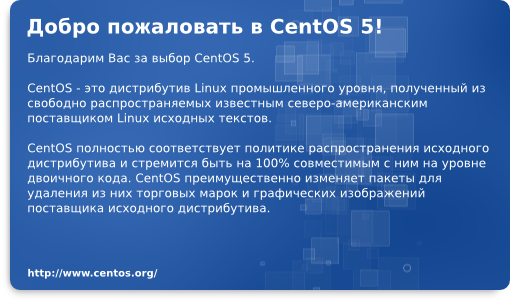 Добро пожаловать в CentOS 5!
Благодарим Вас за выбор CentOS 5.
CentOS - это дистрибутив Linux промышленного уровня, полученный из
свободно распространяемых известным северо-американским
поставщиком Linux исходных текстов.
CentOS полностью соответствует политике распространения исходного
дистрибутива и стремится быть на 100% совместимым с ним на уровне
двоичного кода. CentOS преимущественно изменяет пакеты для
удаления из них торговых марок и графических изображений
поставщика исходного дистрибутива.
http://www.centos.org/